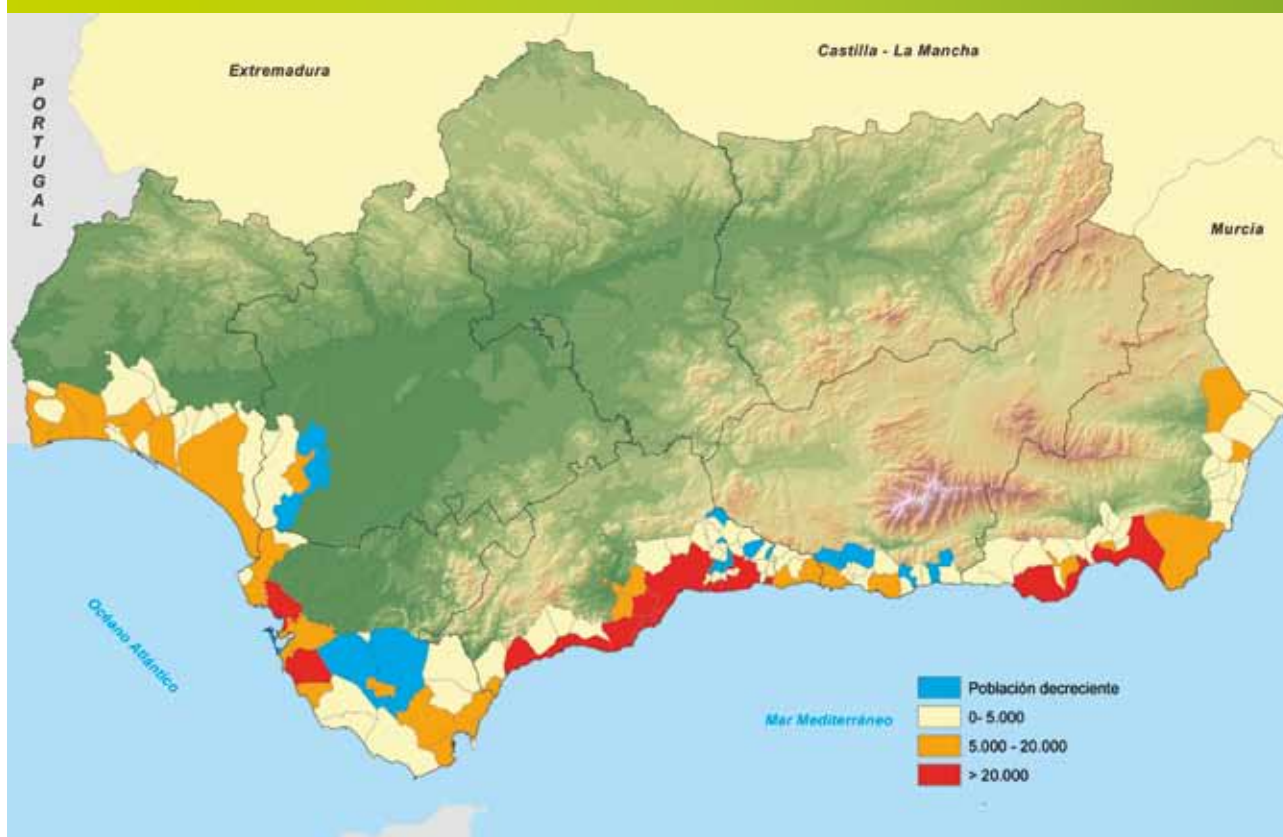 Extremadura
Castilla - La Mancha
PORTUGAL
Murcia
Océano Atlántico
Mar Mediterráneo
Población decreciente
0- 5.000
5.000 - 20.000
> 20.000